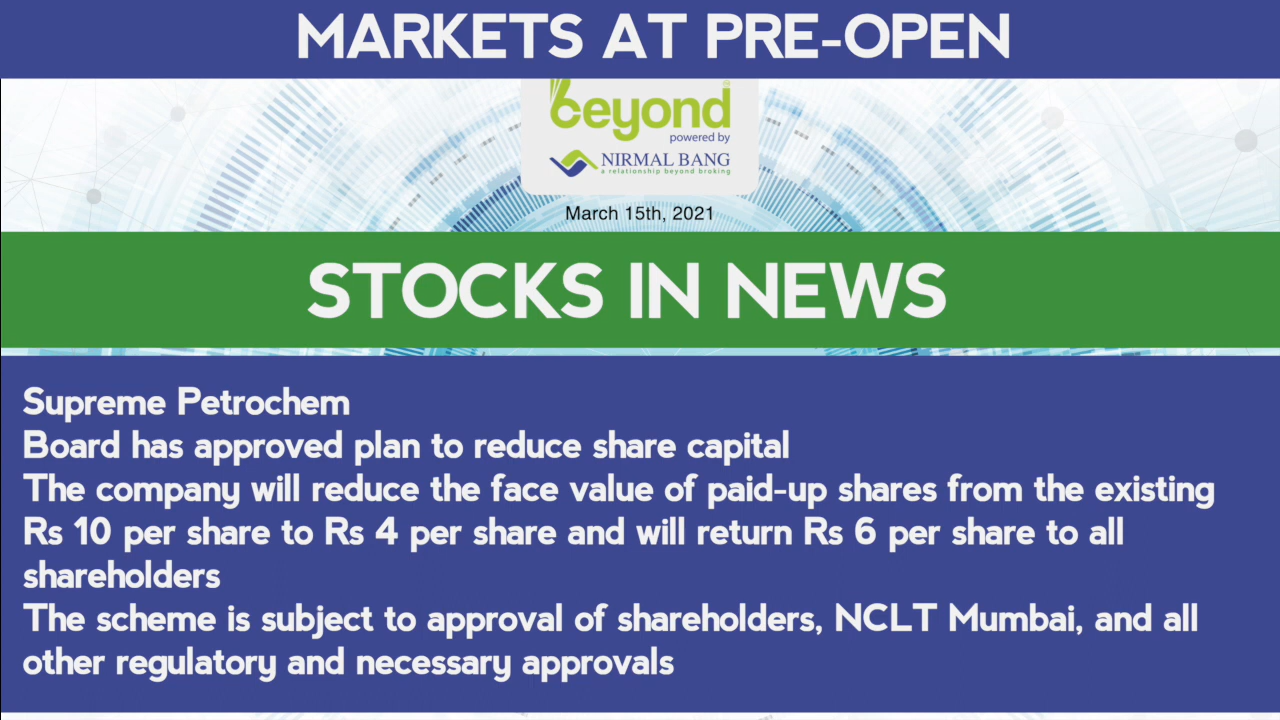 MARKETS AT PRE-OPEN
beyond
powered by
NIRMAL BANG
a relationship beyond broking
March 15th, 2021
STOCKS IN NEWS
Supreme Petrochem
Board has approved plan to reduce share capital
The company will reduce the face value of paid-up shares from the existing
Rs 10 per share to Rs 4 per share and will return Rs 6 per share to all
shareholders
The scheme is subject to approval of shareholders, NCLT Mumbai, and all
other regulatory and necessary approvals